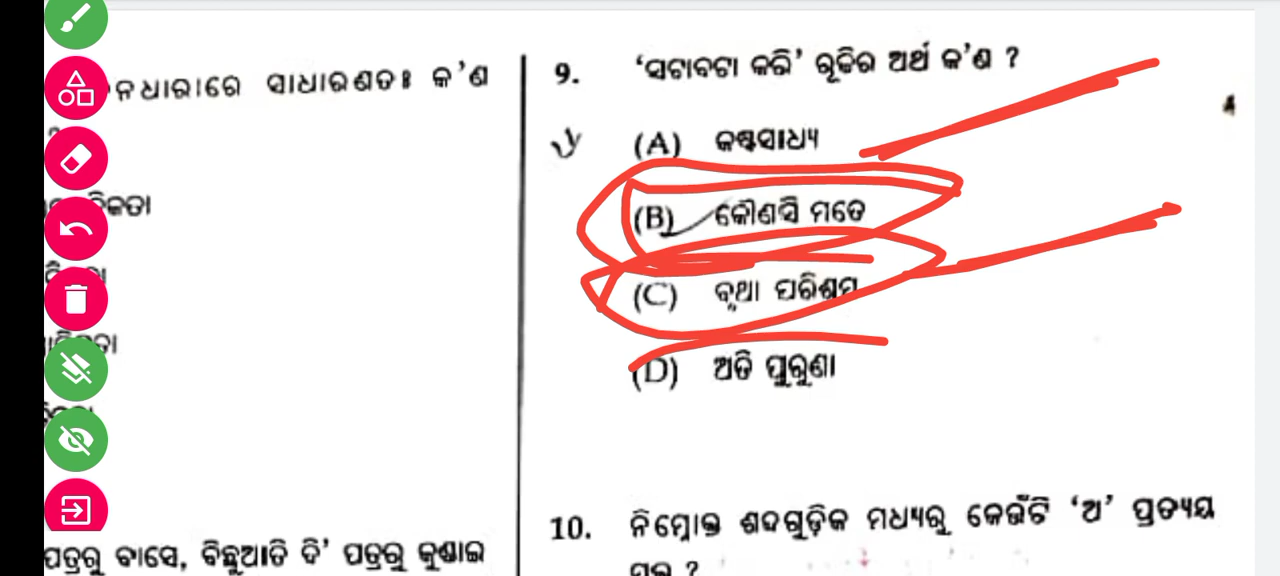 ନଧାରାରେ ସାଧାରଣତଃ କ'ଣ
ପତ୍ରରୁ ବାସେ, ବିଛୁଆତି ଦି' ପତ୍ରରୁ କୁଣ୍ଡାଇ
9. 'ସଟାବଟା କରି' ରୂଢିର ଅର୍ଥ କ'ଣ ?
(A) କଷ୍ଟସାଧ୍ୟ
(B) କୌଣସି ମତେ
(C) ବୃଥା ପରିଶ୍ରମ
(D) ଅତି ପୁରୁଣା
4
10. ନିମ୍ନୋକ୍ତ ଶବ୍ଦଗୁଡ଼ିକ ମଧ୍ୟରୁ କେଉଁଟି 'ଅ' ପ୍ରତ୍ୟୟ